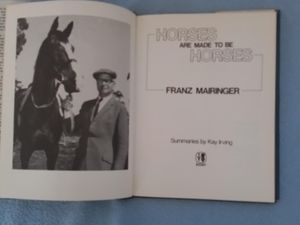 HORSES
ARE MADE TO BE
HORSES
FRANZ MAIRINGER
Summaries by Kay Irving